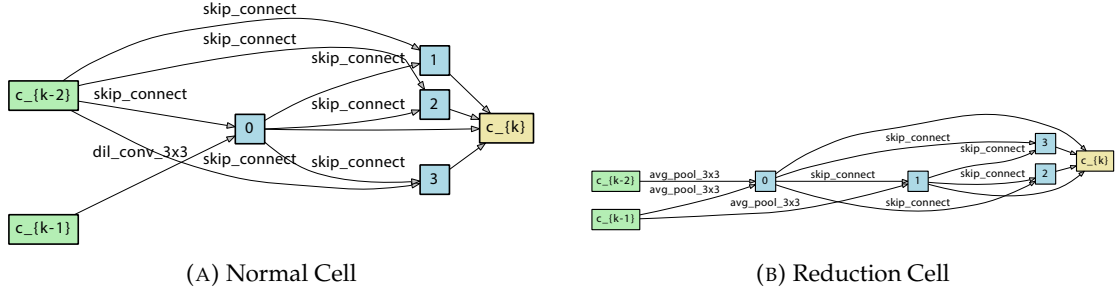 skip_connect
skip_connect
skip_connect
1
c_{k-2}
skip_connect
skip_connect
2
0
c_{k}
dil_conv_3x3
skip_connect
skip_connect
3
c_{k-1}
(A) Normal Cell
skip_connect
3
skip_connect
c_{k}
avg_pool_3x3
skip_connect
skip_connect
2
c_{k-2}
0
1
avg_pool_3x3
avg_pool_3x3
skip_connect
c_{k-1}
(B) Reduction Cell